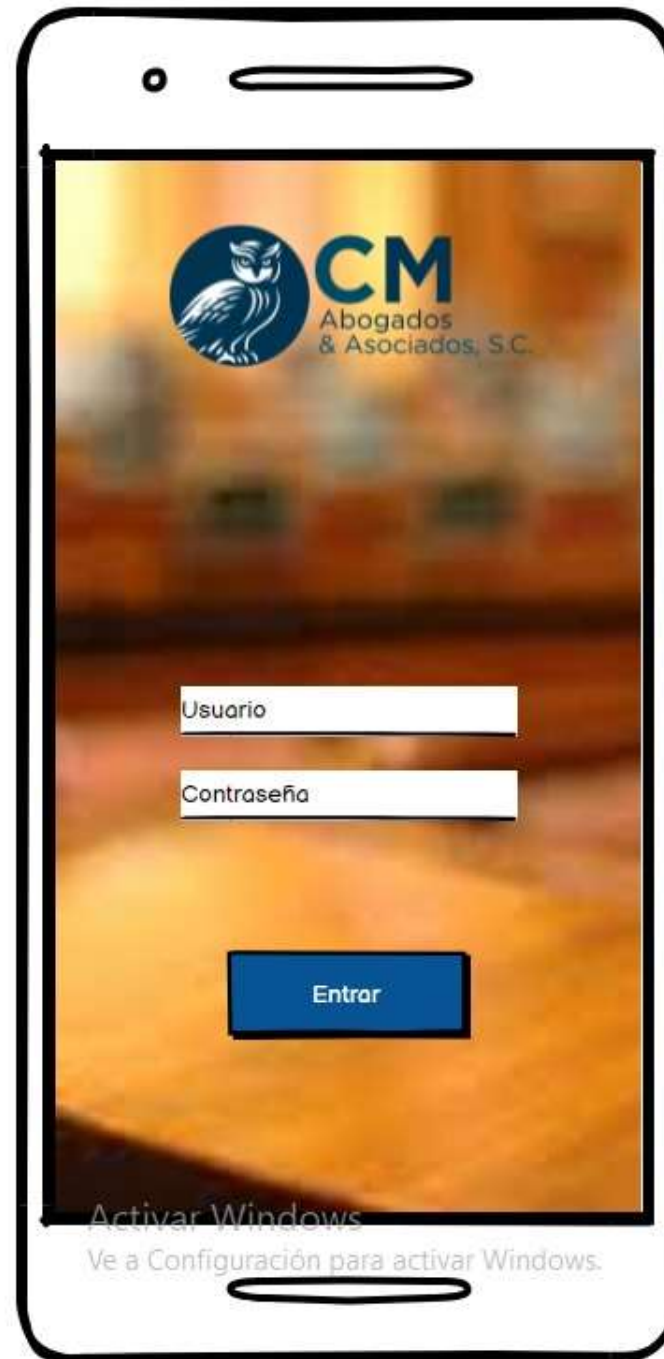 CM
Abogados
& Asociados, S.C.
Usuario
Contraseña
Entrar
Activar Windows
Ve a Configuración para activar Windows.